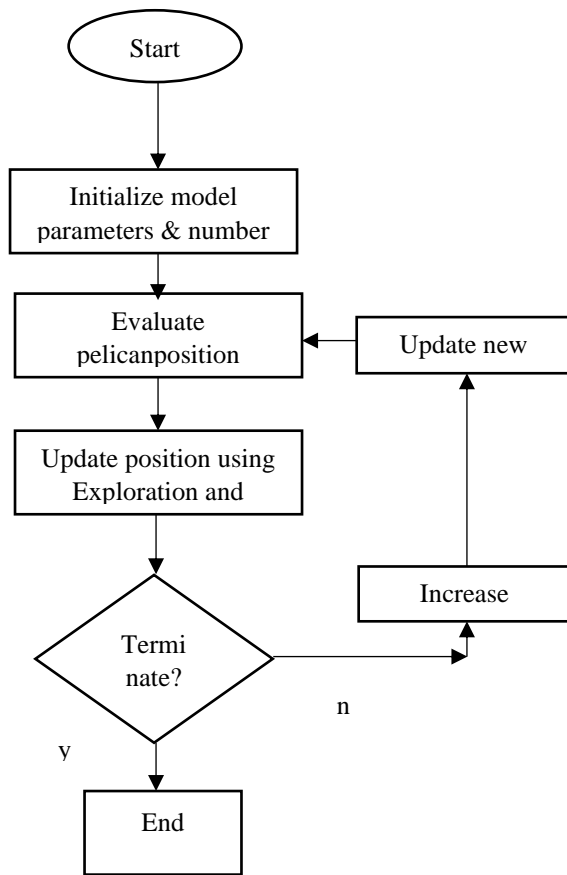 Start
Initialize model
parameters & number
Evaluate
pelicanposition
Update new
Update position using
Exploration and
Increase
Termi
nate?
n
y
End